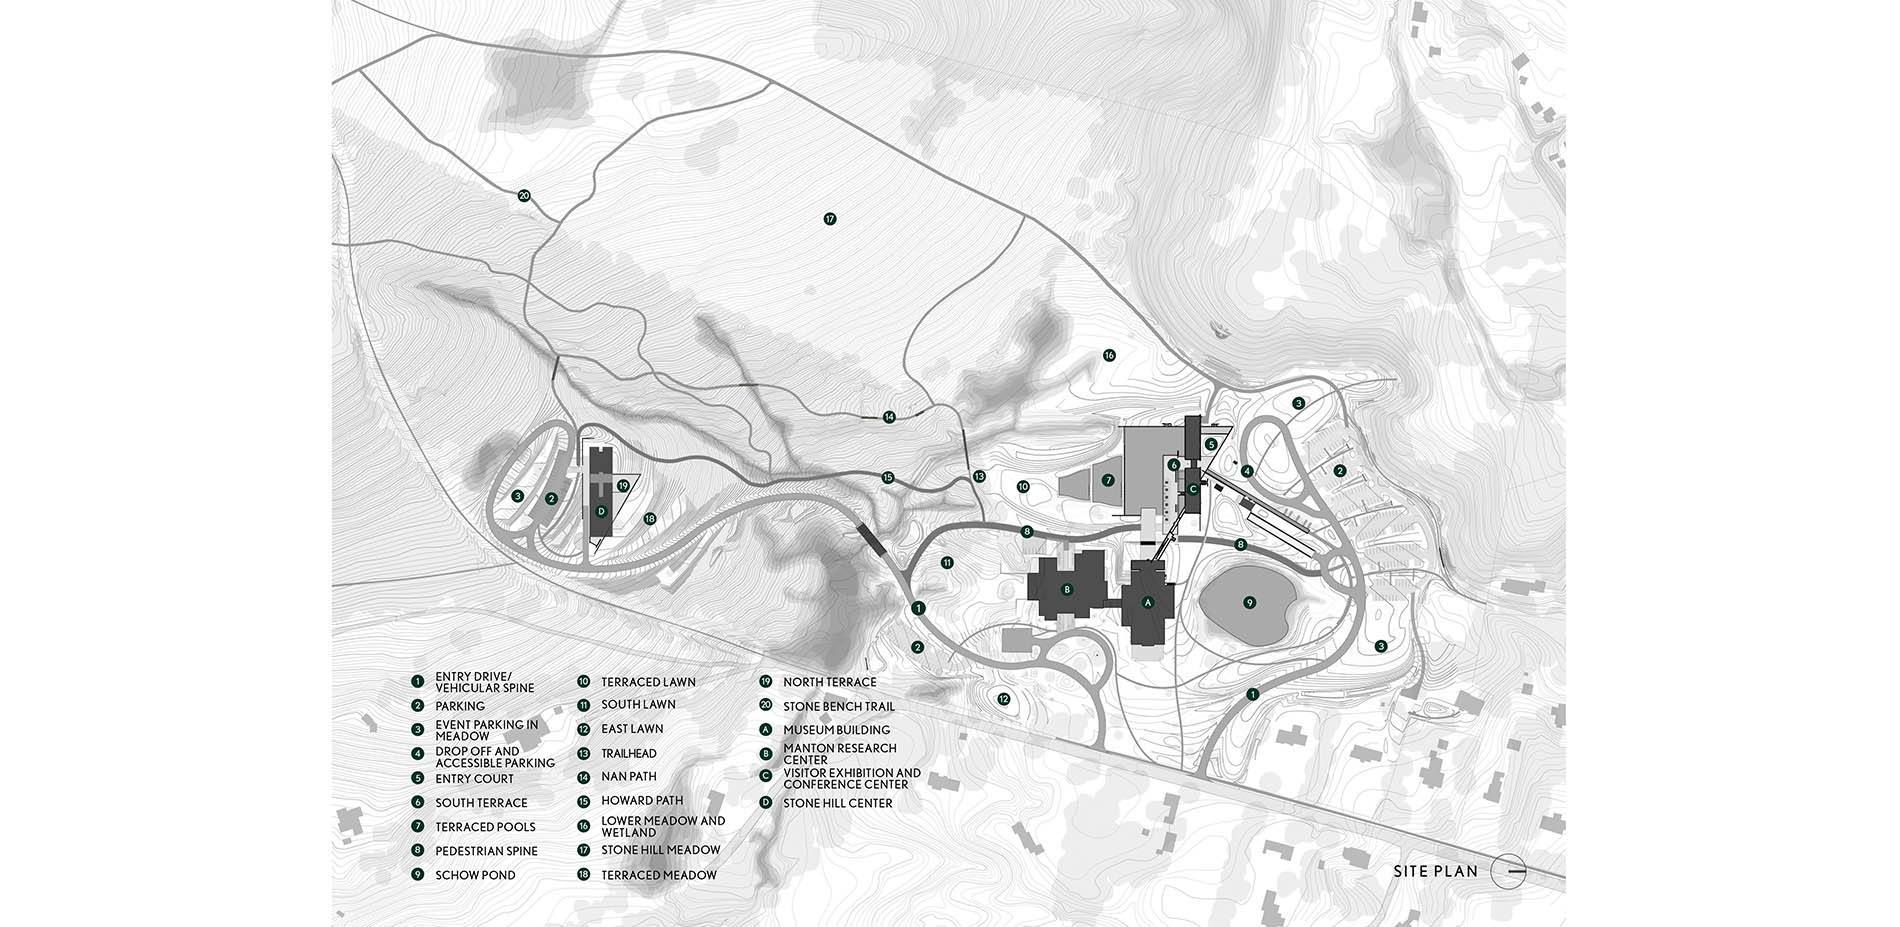 20
17
16
3
14
5
4
2
6
13
15
7
19
10
C
3
2
D
18
8
8
11
B
9
A
1
2
3
1
12
1 ENTRY DRIVE/
VEHICULAR SPINE
2 PARKING
3 EVENT PARKING IN
MEADOW
4 DROP OFF AND
ACCESSIBLE PARKING
5 ENTRY COURT
6 SOUTH TERRACE
7 TERRACED POOLS
8 PEDESTRIAN SPINE
9 SCHOW POND
10 TERRACED LAWN
11 SOUTH LAWN
12 EAST LAWN
13 TRAILHEAD
14 NAN PATH
15 HOWARD PATH
16 LOWER MEADOW AND
WETLAND
17 STONE HILL MEADOW
18 TERRACED MEADOW
19 NORTH TERRACE
20 STONE BENCH TRAIL
A MUSEUM BUILDING
B MANTON RESEARCH
CENTER
C VISITOR EXHIBITION AND
CONFERENCE CENTER
D STONE HILL CENTER
SITE PLAN